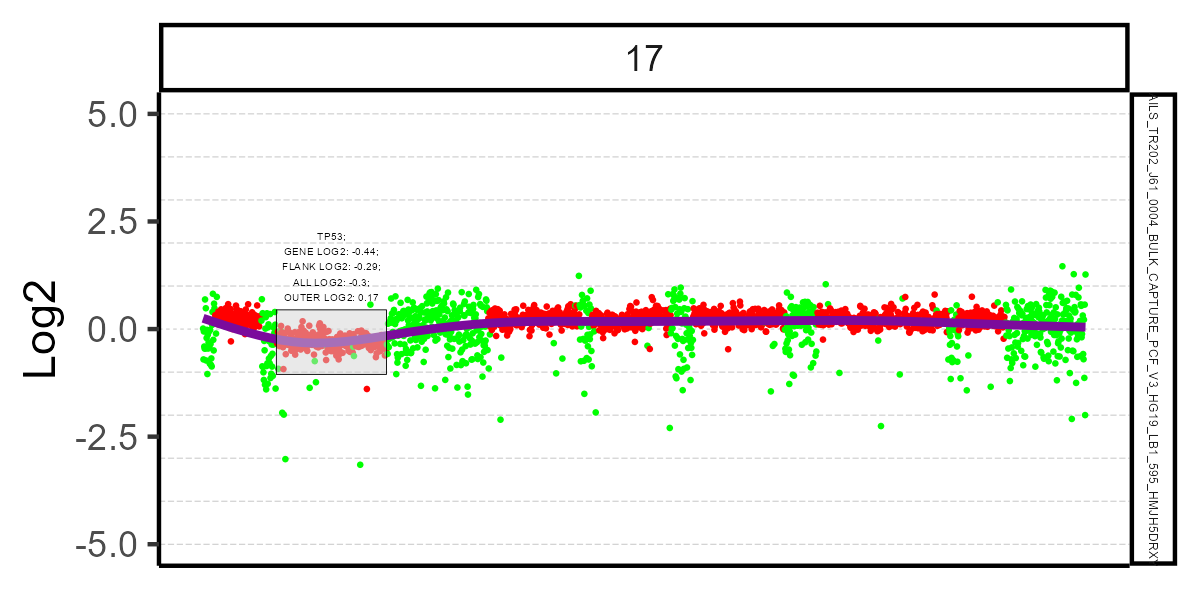 17
5.0
2.5
0.0
-2.5
-5.0
Log2
TP53;
GENE LOG2: -0.44;
FLANK LOG2: -0.29;
ALL LOG2: -0.3;
OUTER LOG2: 0.17
AILS_TR202_J61_0004_BULK_CAPTURE_PCF_V3_HG19_LB1_595_HMJH5DRX